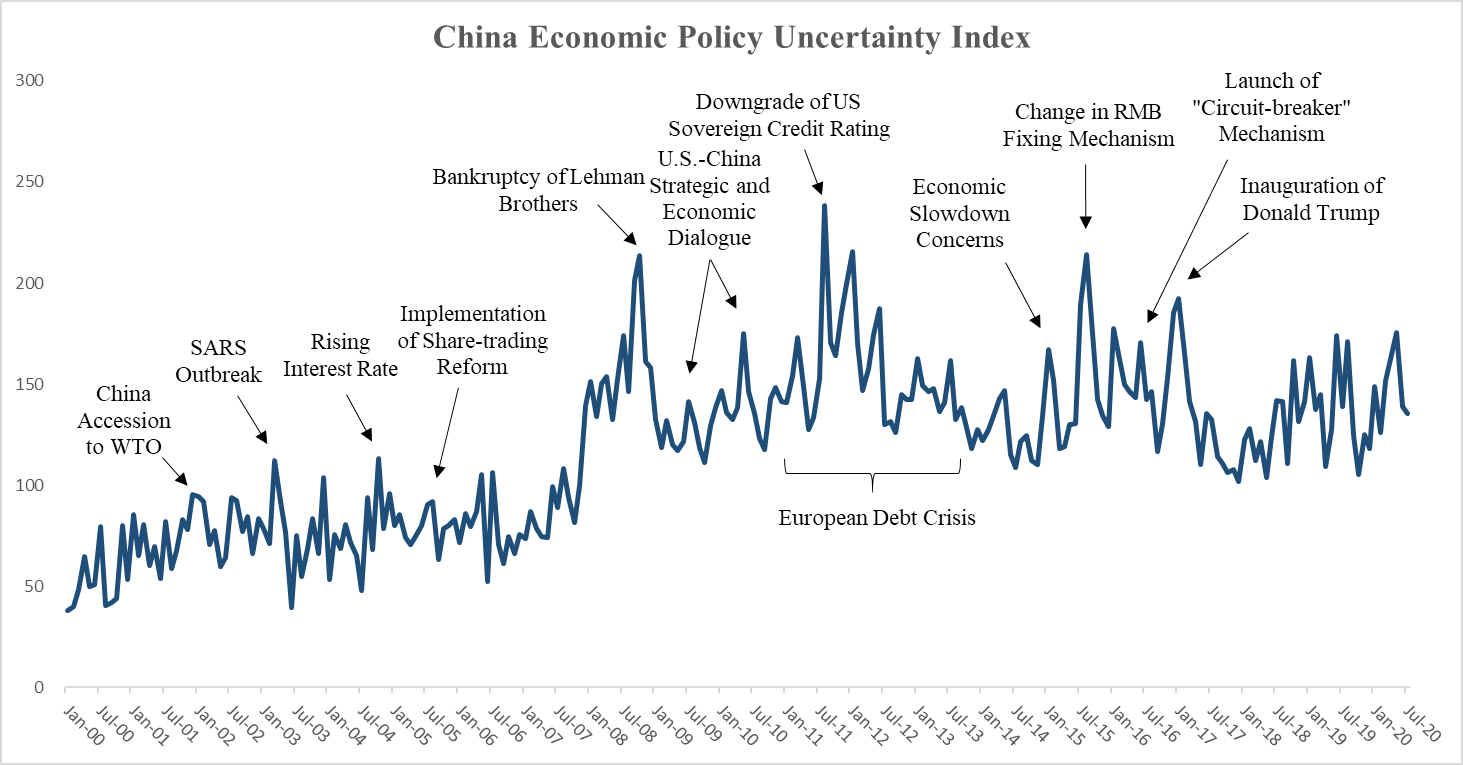 China Economic Policy Uncertainty Index
300
250
200
150
100
50
0
China
Accession
to WTO
SARS
Outbreak
Rising
Interest Rate
Implementation
of Share-trading
Reform
Bankruptcy of Lehman
Brothers
U.S.-China
Strategic and
Economic
Dialogue
Downgrade of US
Sovereign Credit Rating
European Debt Crisis
Economic
Slowdown
Concerns
Change in RMB
Fixing Mechanism
Launch of
"Circuit-breaker"
Mechanism
Inauguration of
Donald Trump
Jan-00
Jul-00
Jan-01
Jul-01
Jan-02
Jul-02
Jan-03
Jul-03
Jan-04
Jul-04
Jan-05
Jul-05
Jan-06
Jul-06
Jan-07
Jul-07
Jan-08
Jul-08
Jan-09
Jul-09
Jan-10
Jul-10
Jan-11
Jul-11
Jan-12
Jul-12
Jan-13
Jul-13
Jan-14
Jul-14
Jan-15
Jul-15
Jan-16
Jul-16
Jan-17
Jul-17
Jan-18
Jul-18
Jan-19
Jul-19
Jan-20
Jul-20